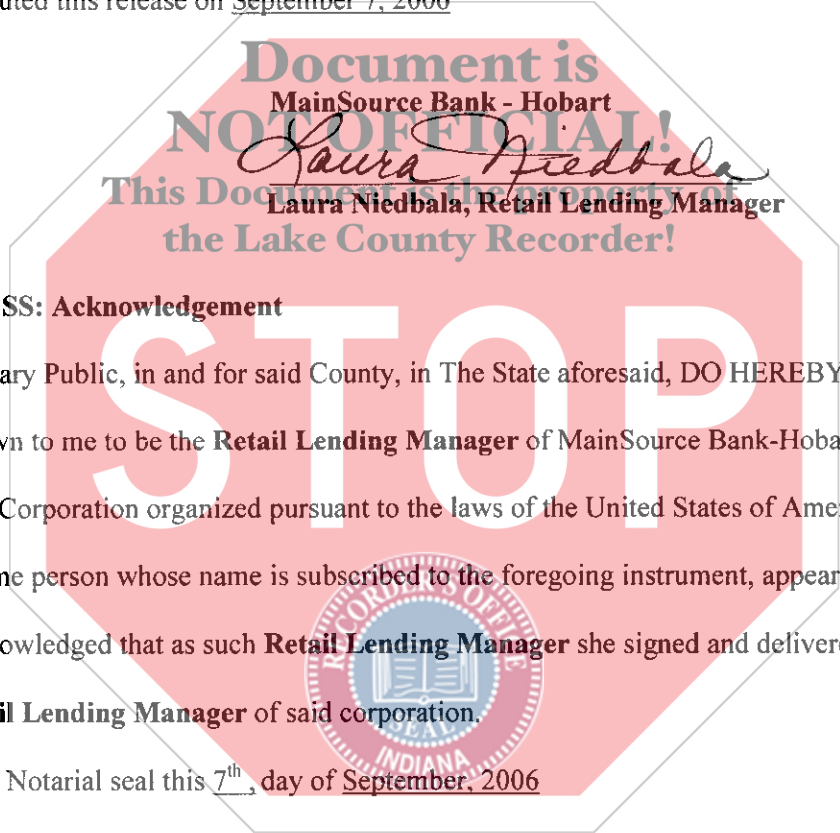 uted this release on September 7, 2006
Document is
MainSource Bank - Hobart
NOT OFFICIAL!
Laura Niedbala
This Document is the property of
Laura Niedbala, Retail Lending Manager
the Lake County Recorder!
SS: Acknowledgement
STOP
ary Public, in and for said County, in The State aforesaid, DO HEREBY
vn to me to be the Retail Lending Manager of MainSource Bank-Hoba
Corporation organized pursuant to the laws of the United States of Ame
ne person whose name is subscribed to the foregoing instrument, appear
RECORDER'S OFFICE
owledged that as such Retail Lending Manager she signed and deliver
il Lending Manager of said corporation.
SEAL
INDIANA
Notarial seal this 7th, day of September, 2006